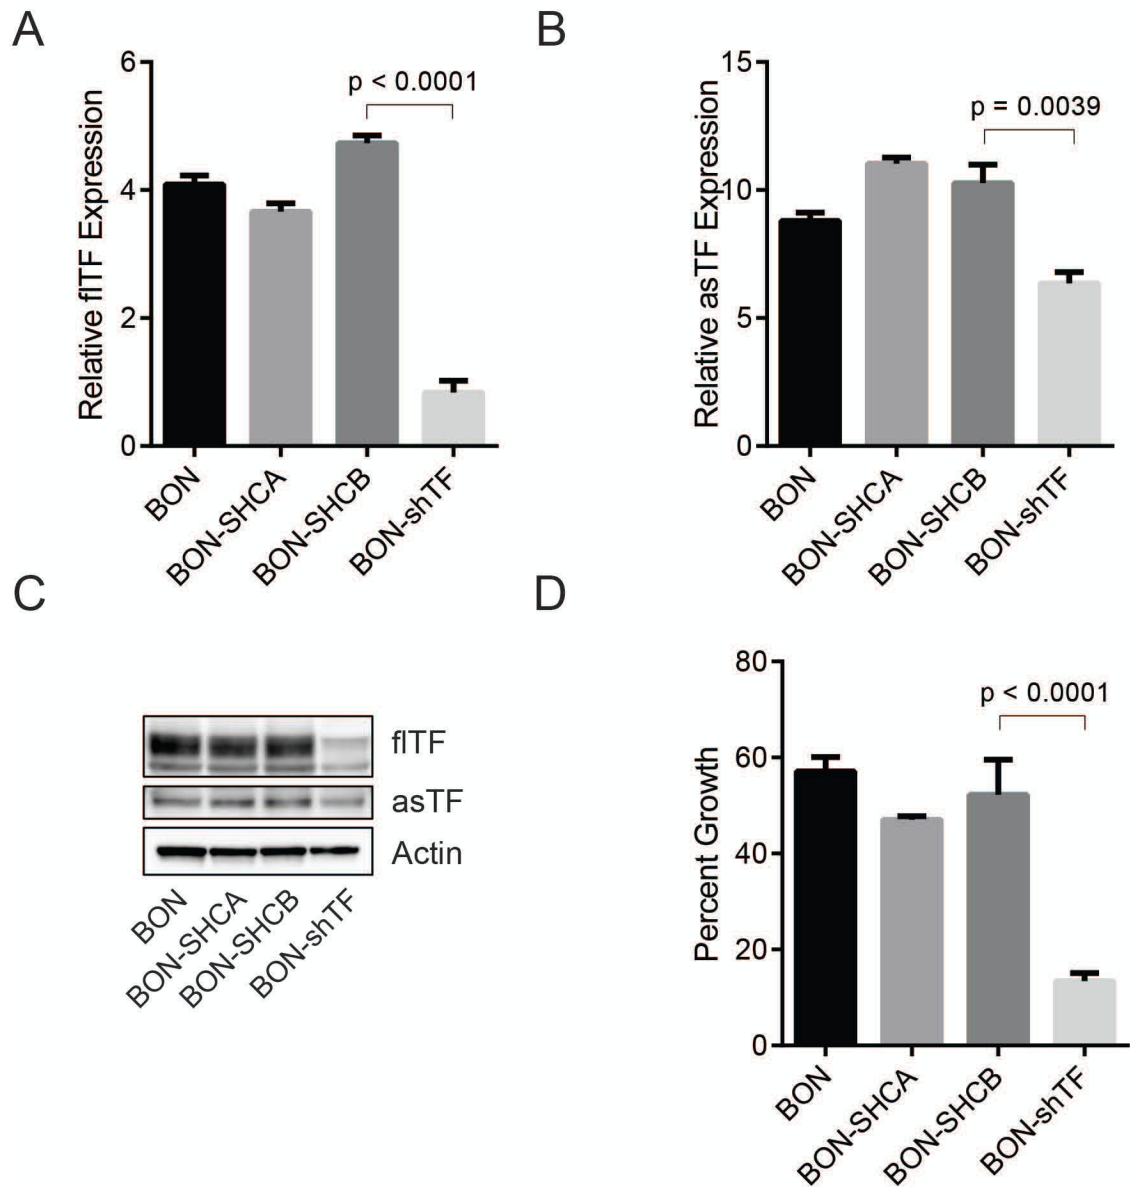 A
Relative flTF Expression
6
4
2
0
p < 0.0001
BON
BON-SHCA
BON-SHCB
BON-shTF
B
Relative asTF Expression
15
10
5
0
p = 0.0039
BON
BON-SHCA
BON-SHCB
BON-shTF
C
flTF
asTF
Actin
BON
BON-SHCA
BON-SHCB
BON-shTF
D
Percent Growth
80
60
40
20
0
p < 0.0001
BON
BON-SHCA
BON-SHCB
BON-shTF